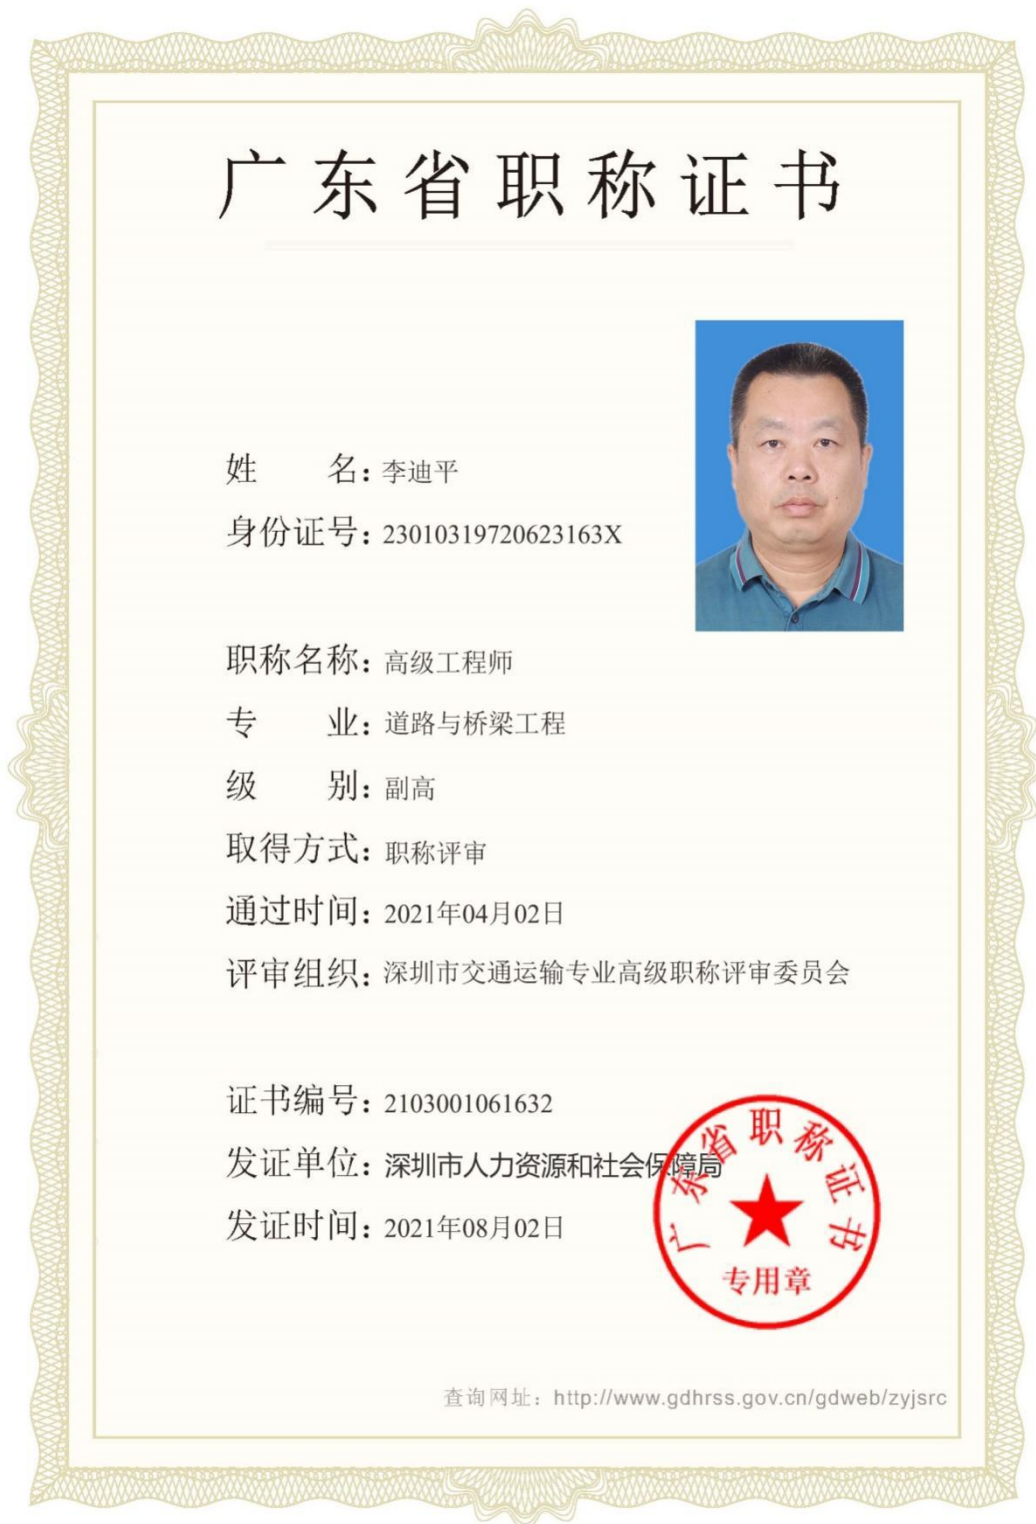 广东省职称证书
姓 名：李迪平
身份证号：23010319720623163X
职称名称：高级工程师
专 业：道路与桥梁工程
级 别：副高
取得方式：职称评审
通过时间：2021年04月02日
评审组织：深圳市交通运输专业高级职称评审委员会
证书编号：2103001061632
发证单位：深圳市人力资源和社会保障局
发证时间：2021年08月02日
广东省职称证书
专用章
查询网址：http://www.gdhrss.gov.cn/gdweb/zyjsrc